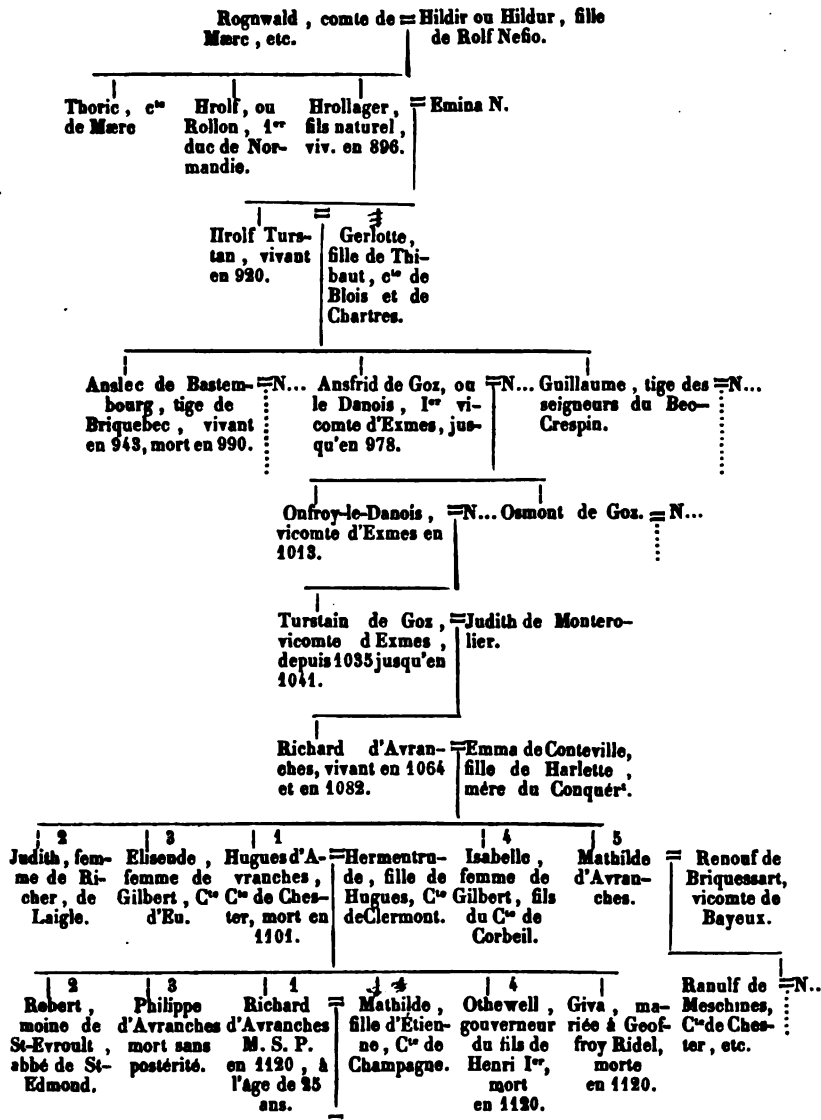 Rognwald, comte de = Hildir ou Hildur, fille
Mærc, etc.
de Rolf Nefio.
Thoric, cte
de Mærc
Hrolf, ou
Rollon, 1er
duc de Nor-
mandie.
Hrollager,
fils naturel,
viv. en 896.
= Emina N.
Hrolf Turs-
tan, vivant
en 920.
=
Gerlotte,
fille de Thi-
baut, cte de
Blois et de
Chartres.
Anslec de Bastem-
bourg, tige de
Briquebec, vivant
en 943, mort en 990.
=N...
Ansfrid de Goz, ou
le Danois, Ier vi-
comte d'Exmes, jus-
qu'en 978.
=N...
Guillaume, tige des
seigneurs du Bec-
Crespin.
=N...
Onfroy-le-Danois,
vicomte d'Exmes en
1013.
=N...
Osmont de Goz. = N...
Turstain de Goz,
vicomte d Exmes,
depuis 1035 jusqu'en
1041.
=Judith de Montero-
lier.
Richard d'Avran-
ches, vivant en 1064
et en 1082.
=Emma de Conteville,
fille de Harlette,
mére du Conquért.
2
Judith, fem-
me de Ri-
cher, de
Laigle.
3
Elisende,
femme de
Gilbert, Cte
d'Eu.
1
Hugues d'A-
vranches,
Cte de Ches-
ter, mort en
1101.
=Hermentru-
de, fille de
Hugues, Cte
de Clermont.
4
Isabelle,
femme de
Gilbert, fils
du Cte de
Corbeil.
5
Mathilde
d'Avran-
ches.
= Renouf de
Briquessart,
vicomte de
Bayeux.
2
Robert,
moine de
St-Evroult,
abbé de St-
Edmond.
3
Philippe
d'Avranches
mort sans
postérité.
1
Richard
d'Avranches
M. S. P.
en 1120, à
l'âge de 25
ans.
=
Mathilde,
fille d'Étien-
ne, Cte de
Champagne.
4
Othewell,
gouverneur
du fils de
Henri Ier,
mort
en 1120.
Giva, ma-
riée à Geof-
froy Ridel,
morte
en 1120.
Ranulf de
Meschines,
Cte de Ches-
ter, etc.
=N..
=